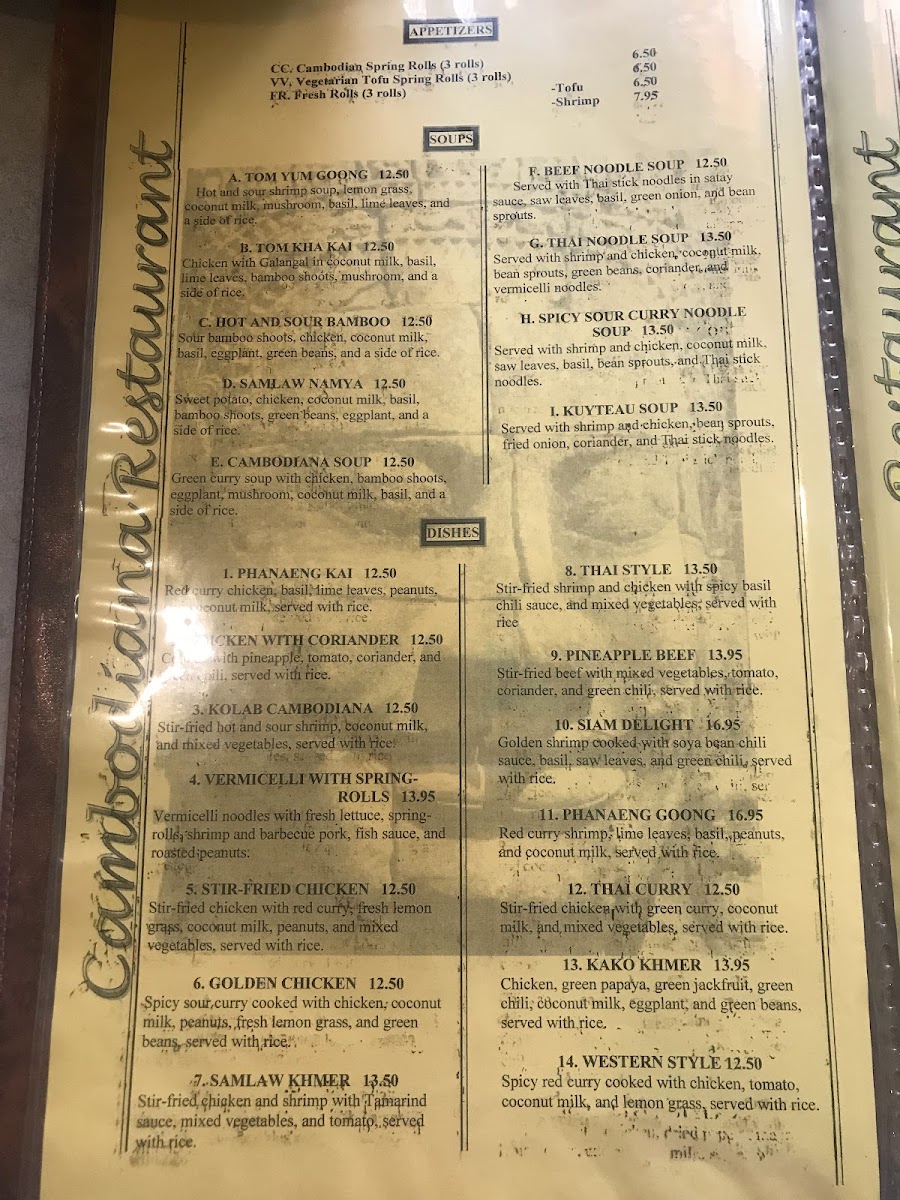 APPETIZERS
CC. Cambodian Spring Rolls (3 rolls) 6.50
VV. Vegetarian Tofu Spring Rolls (3 rolls) 6.50
FR. Fresh Rolls (3 rolls) -Tofu 6.50
-Shrimp 7.95
SOUPS
A. TOM YUM GOONG 12.50
Hot and sour shrimp soup, lemon grass,
coconut milk, mushroom, basil, lime leaves, and
a side of rice.
B. TOM KHA KAI 12.50
Chicken with Galangal in coconut milk, basil,
lime leaves, bamboo shoots, mushroom, and a
side of rice.
C. HOT AND SOUR BAMBOO 12.50
Sour bamboo shoots, chicken, coconut milk,
basil, eggplant, green beans, and a side of rice.
D. SAMLAW NAMYA 12.50
Sweet potato, chicken, coconut milk, basil,
bamboo shoots, green beans, eggplant, and a
side of rice.
E. CAMBODIANA SOUP 12.50
Green curry soup with chicken, bamboo shoots,
eggplant, mushroom, coconut milk, basil, and a
side of rice.
F. BEEF NOODLE SOUP 12.50
Served with Thai stick noodles in satay
sauce, saw leaves, basil, green onion, and bean
sprouts.
G. THAI NOODLE SOUP 13.50
Served with shrimp and chicken, coconut milk,
bean sprouts, green beans, coriander, and
vermicelli noodles.
H. SPICY SOUR CURRY NOODLE
SOUP 13.50
Served with shrimp and chicken, coconut milk,
saw leaves, basil, bean sprouts, and Thai stick
noodles.
I. KUYTEAU SOUP 13.50
Served with shrimp and chicken, bean sprouts,
fried onion, coriander, and Thai stick noodles.
DISHES
1. PHANAENG KAI 12.50
Red curry chicken, basil, lime leaves, peanuts,
coconut milk, served with rice.
CHICKEN WITH CORIANDER 12.50
with pineapple, tomato, coriander, and
chili, served with rice.
3. KOLAB CAMBODIANA 12.50
Stir-fried hot and sour shrimp, coconut milk,
and mixed vegetables, served with rice.
4. VERMICELLI WITH SPRING-
ROLLS 13.95
Vermicelli noodles with fresh lettuce, spring-
rolls, shrimp and barbecue pork, fish sauce, and
roasted peanuts.
5. STIR-FRIED CHICKEN 12.50
Stir-fried chicken with red curry, fresh lemon
grass, coconut milk, peanuts, and mixed
vegetables, served with rice.
6. GOLDEN CHICKEN 12.50
Spicy sour curry cooked with chicken, coconut
milk, peanuts, fresh lemon grass, and green
beans, served with rice.
7. SAMLAW KHMER 13.50
Stir-fried chicken and shrimp with Tamarind
sauce, mixed vegetables, and tomato, served
with rice.
8. THAI STYLE 13.50
Stir-fried shrimp and chicken with spicy basil
chili sauce, and mixed vegetables, served with
rice
9. PINEAPPLE BEEF 13.95
Stir-fried beef with mixed vegetables, tomato,
coriander, and green chili, served with rice.
10. SIAM DELIGHT 16.95
Golden shrimp cooked with soya bean chili
sauce, basil, saw leaves, and green chili, served
with rice.
11. PHANAENG GOONG 16.95
Red curry shrimp, lime leaves, basil, peanuts,
and coconut milk, served with rice.
12. THAI CURRY 12.50
Stir-fried chicken with green curry, coconut
milk, and mixed vegetables, served with rice.
13. KAKO KHMER 13.95
Chicken, green papaya, green jackfruit, green
chili, coconut milk, eggplant, and green beans,
served with rice.
14. WESTERN STYLE 12.50
Spicy red curry cooked with chicken, tomato,
coconut milk, and lemon grass, served with rice.
Cambodiana Restaurant
Restaurant